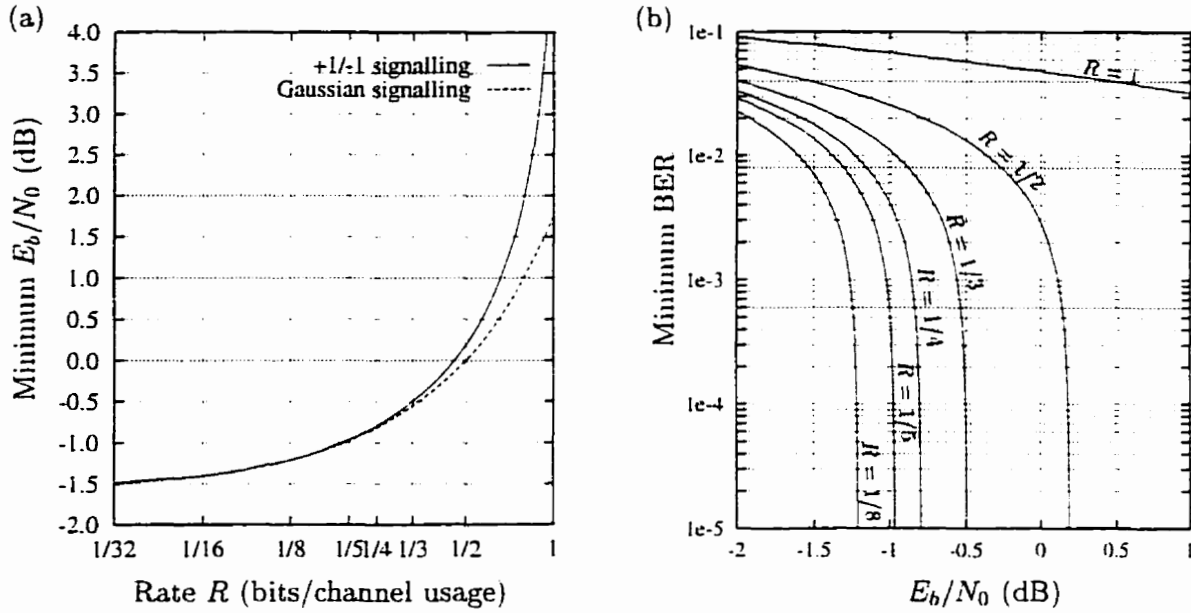 (a)
Minimum E_b/N_0 (dB)
4.0
3.5
3.0
2.5
2.0
1.5
1.0
0.5
0.0
-0.5
-1.0
-1.5
-2.0
+1/-1 signalling
Gaussian signalling
1/32 1/16 1/8 1/5 1/4 1/3 1/2 1
Rate R (bits/channel usage)
(b)
Minimum BER
1e-1
1e-2
1e-3
1e-4
1e-5
R = 1
R = 1/2
R = 1/3
R = 1/4
R = 1/5
R = 1/8
-2 -1.5 -1 -0.5 0 0.5 1
E_b/N_0 (dB)